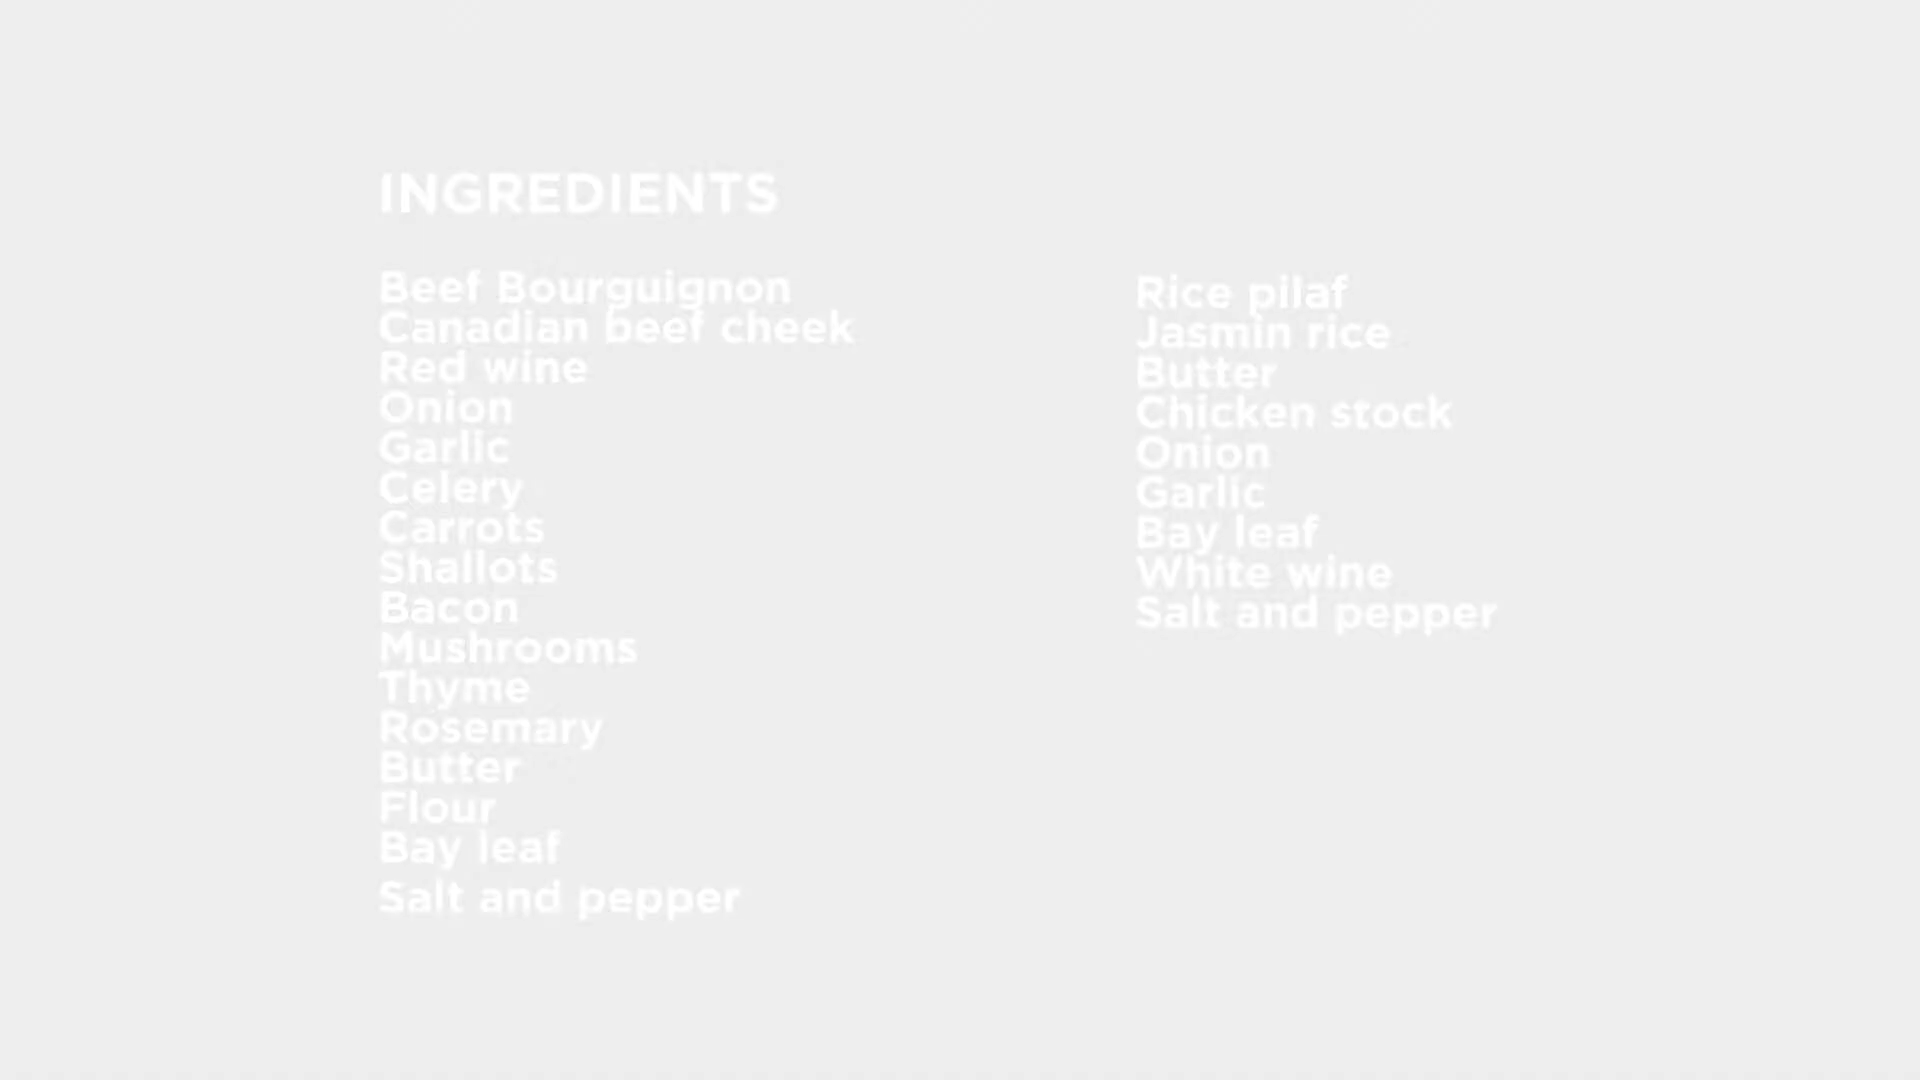 INGREDIENTS
Beef Bourguignon
Canadian beef cheek
Red wine
Onion
Garlic
Celery
Carrots
Shallots
Bacon
Mushrooms
Thyme
Rosemary
Butter
Flour
Bay leaf
Salt and pepper
Rice pilaf
Jasmin rice
Butter
Chicken stock
Onion
Garlic
Bay leaf
White wine
Salt and pepper